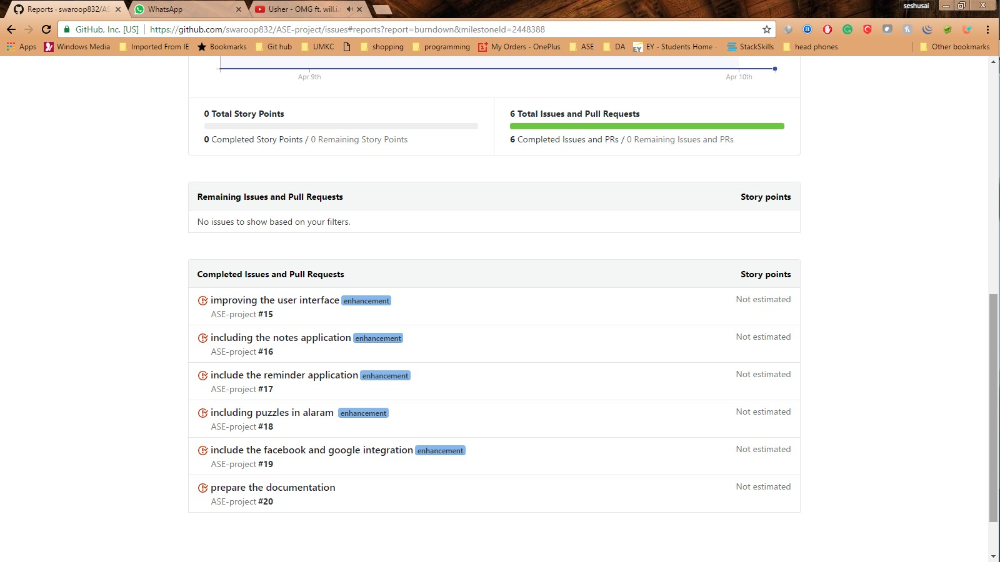 Reports · swaroop832/AS
WhatsApp
Usher - OMG ft. will.i.
seshusai
GitHub, Inc. [US] https://github.com/swaroop832/ASE-project/issues#reports?report=burndown&milestoneId=2448388
Apps Windows Media Imported From IE Bookmarks Git hub UMKC shopping programming My Orders - OnePlus ASE DA EY - Students Home - StackSkills head phones Other bookmarks
Apr 9th Apr 10th
0 Total Story Points
0 Completed Story Points / 0 Remaining Story Points
6 Total Issues and Pull Requests
6 Completed Issues and PRs / 0 Remaining Issues and PRs
Remaining Issues and Pull Requests Story points
No issues to show based on your filters.
Completed Issues and Pull Requests Story points
improving the user interface enhancement Not estimated
ASE-project #15
including the notes application enhancement Not estimated
ASE-project #16
include the reminder application enhancement Not estimated
ASE-project #17
including puzzles in alaram enhancement Not estimated
ASE-project #18
include the facebook and google integration enhancement Not estimated
ASE-project #19
prepare the documentation Not estimated
ASE-project #20